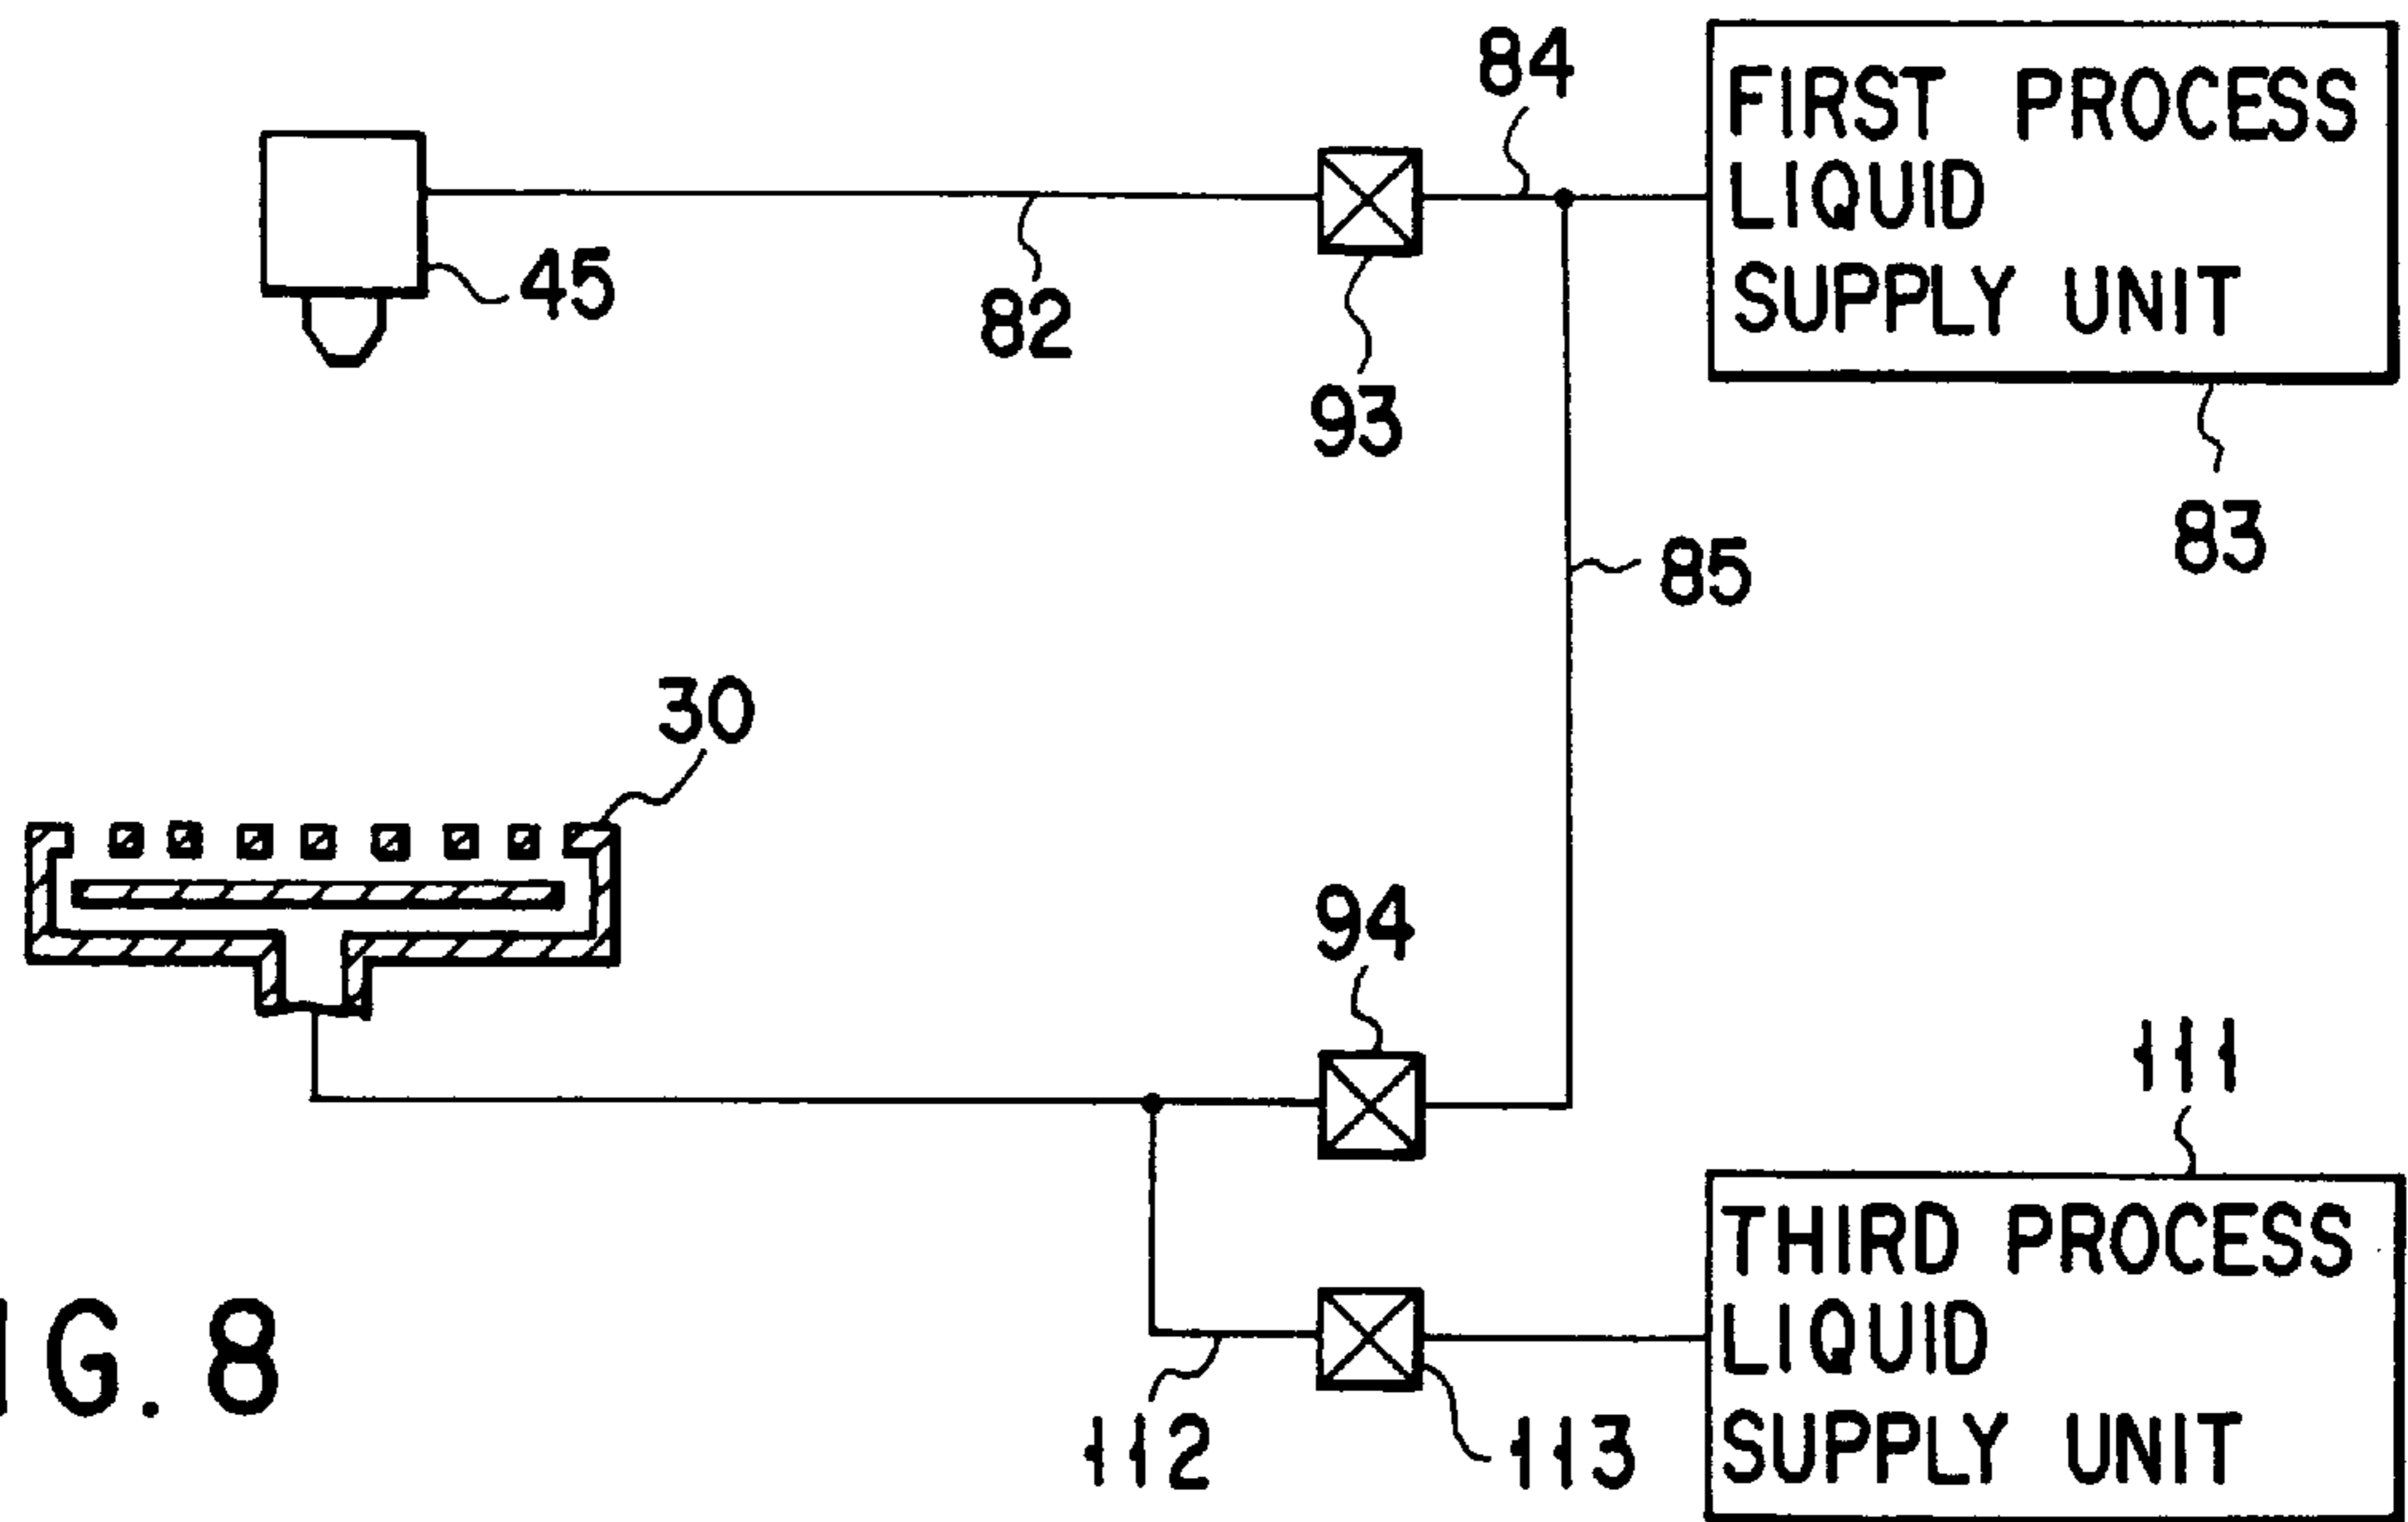 84
FIRST PROCESS
LIQUID
SUPPLY UNIT
45
82
93
83
85
30
94
111
THIRD PROCESS
LIQUID
SUPPLY UNIT
112
113
IG. 8